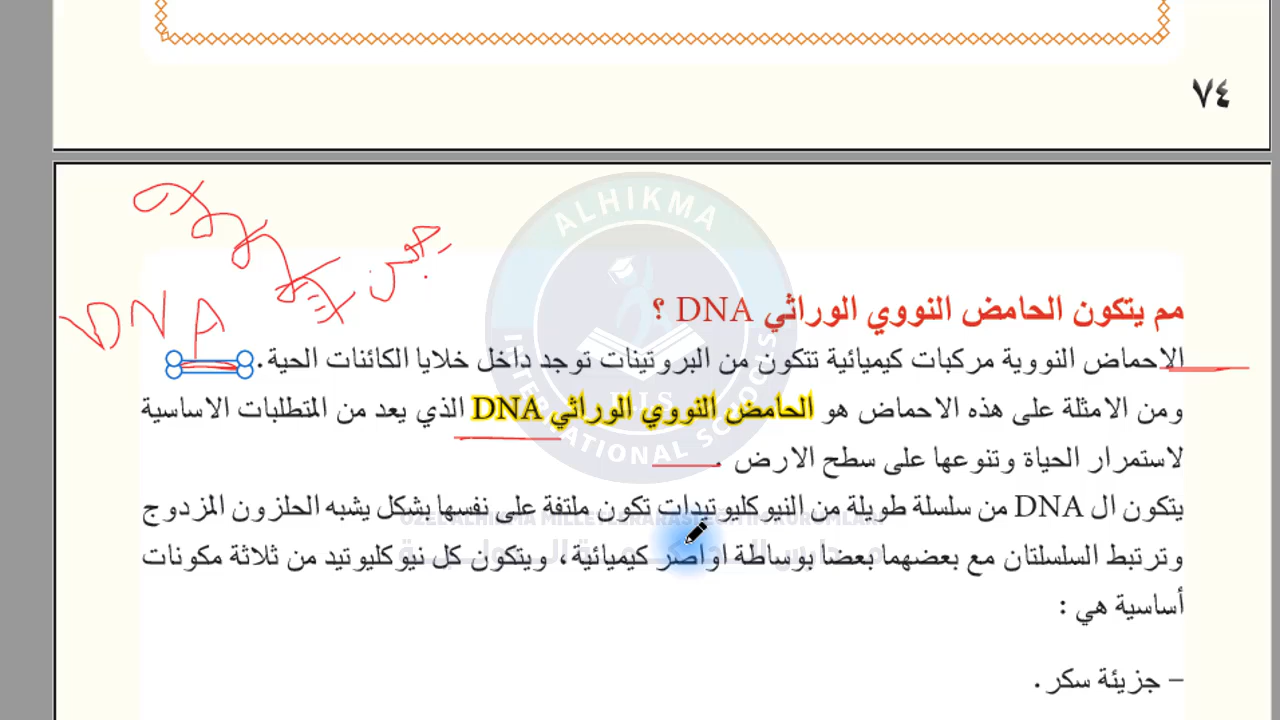 ٧٤
مم يتكون الحامض النووي الوراثي DNA ؟
الاحماض النووية مركبات كيميائية تتكون من البروتينات توجد داخل خلايا الكائنات الحية .
ومن الامثلة على هذه الاحماض هو الحامض النووي الوراثي DNA الذي يعد من المتطلبات الاساسية
لاستمرار الحياة وتنوعها على سطح الارض .
يتكون ال DNA من سلسلة طويلة من النيوكليوتيدات تكون ملتفة على نفسها بشكل يشبه الحلزون المزدوج
وترتبط السلسلتان مع بعضهما بعضا بوساطة اواصر كيميائية، ويتكون كل نيوكليوتيد من ثلاثة مكونات
أساسية هي :
– جزيئة سكر .
DNA
جين
ALHIKMA
INTERNATIONAL SCHOOLS
HIS